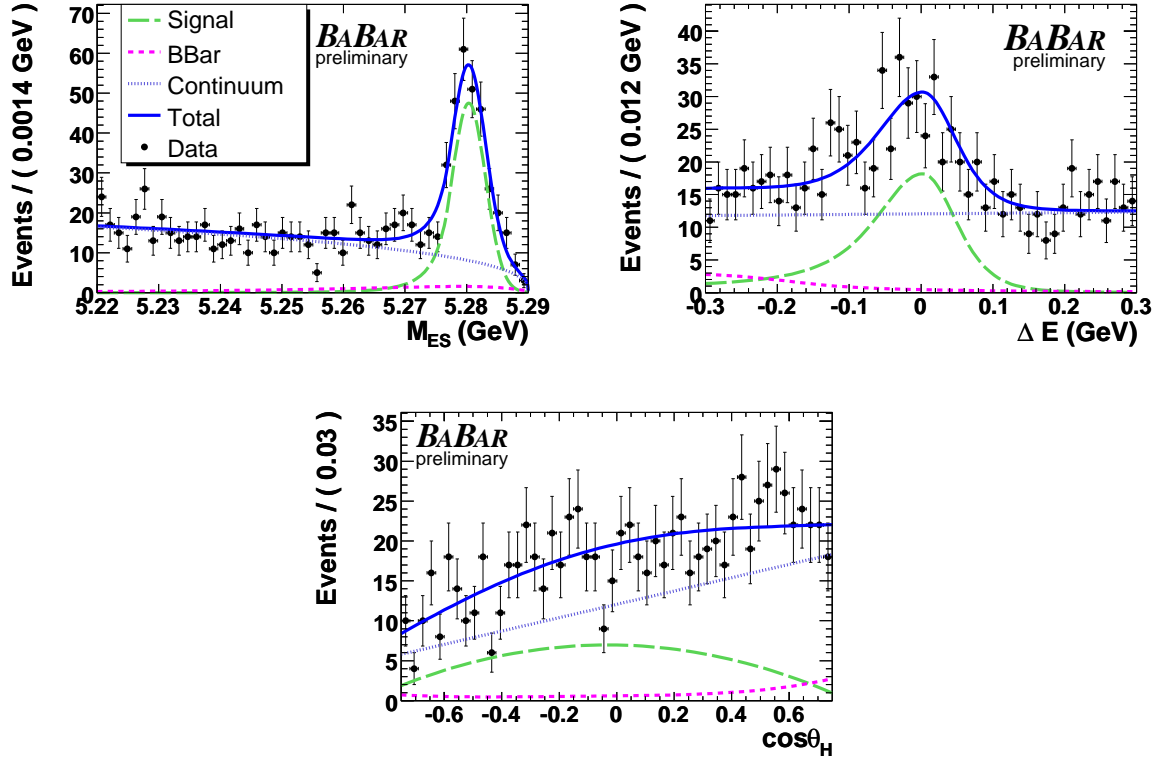 Events / ( 0.0014 GeV )
70
60
50
40
30
20
10
0
Signal
BBar
Continuum
Total
Data
BABAR
preliminary
5.22 5.23 5.24 5.25 5.26 5.27 5.28 5.29
M_ES (GeV)
Events / ( 0.012 GeV )
40
35
30
25
20
15
10
5
0
BABAR
preliminary
-0.3 -0.2 -0.1 0 0.1 0.2 0.3
Δ E (GeV)
Events / ( 0.03 )
35
30
25
20
15
10
5
0
BABAR
preliminary
-0.6 -0.4 -0.2 0 0.2 0.4 0.6
cosθ_H